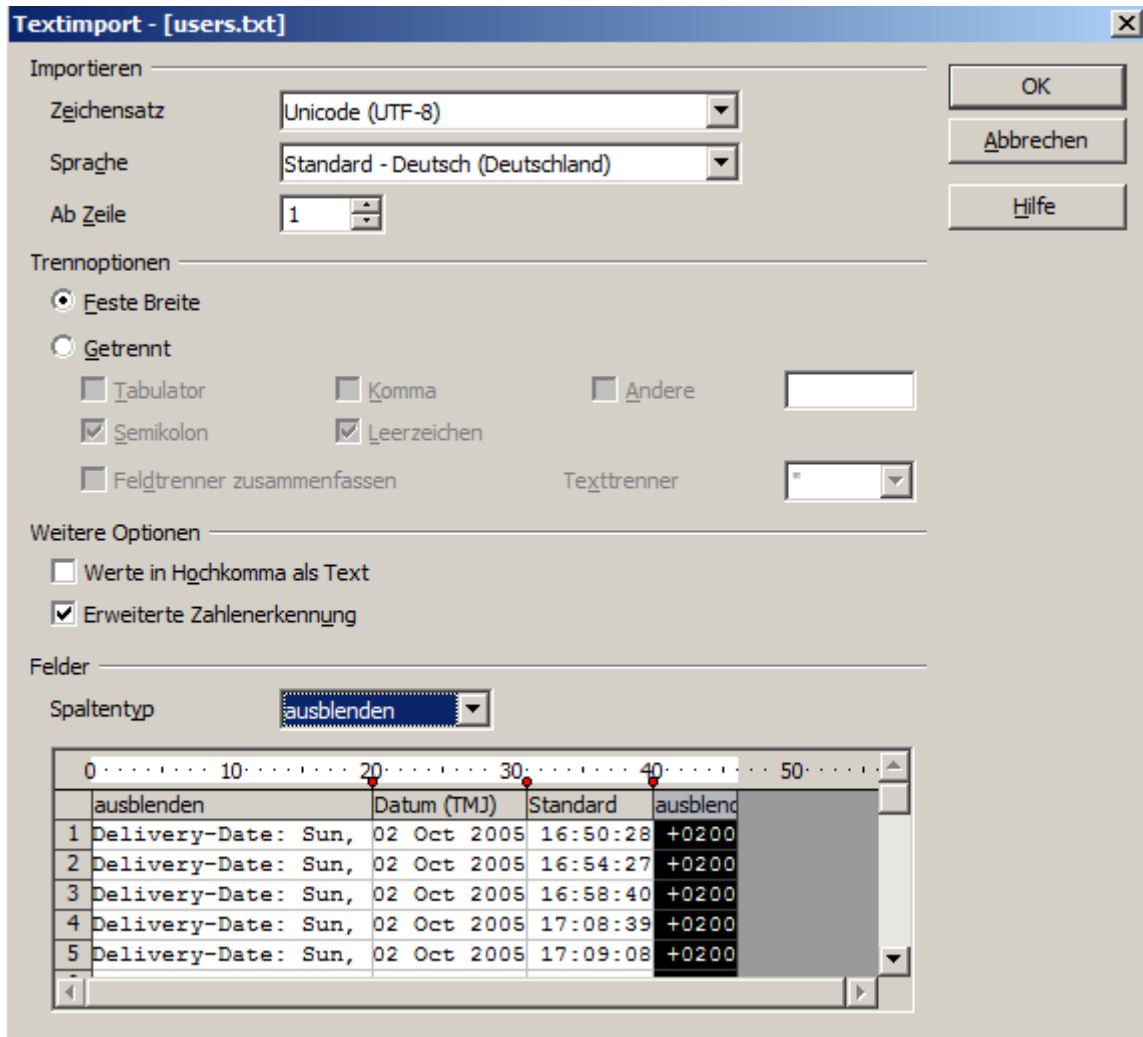 Textimport - [users.txt]
Importieren
OK
Zeichensatz Unicode (UTF-8)
Abbrechen
Sprache Standard - Deutsch (Deutschland)
Hilfe
Ab Zeile 1
Trennoptionen
Feste Breite
Getrennt
Tabulator Komma Andere
Semikolon Leerzeichen
Feldtrenner zusammenfassen Texttrenner "
Weitere Optionen
Werte in Hochkomma als Text
Erweiterte Zahlenerkennung
Felder
Spaltentyp ausblenden
0 10 20 30 40 50
ausblenden Datum (TMJ) Standard ausblend
1 Delivery-Date: Sun, 02 Oct 2005 16:50:28 +0200
2 Delivery-Date: Sun, 02 Oct 2005 16:54:27 +0200
3 Delivery-Date: Sun, 02 Oct 2005 16:58:40 +0200
4 Delivery-Date: Sun, 02 Oct 2005 17:08:39 +0200
5 Delivery-Date: Sun, 02 Oct 2005 17:09:08 +0200